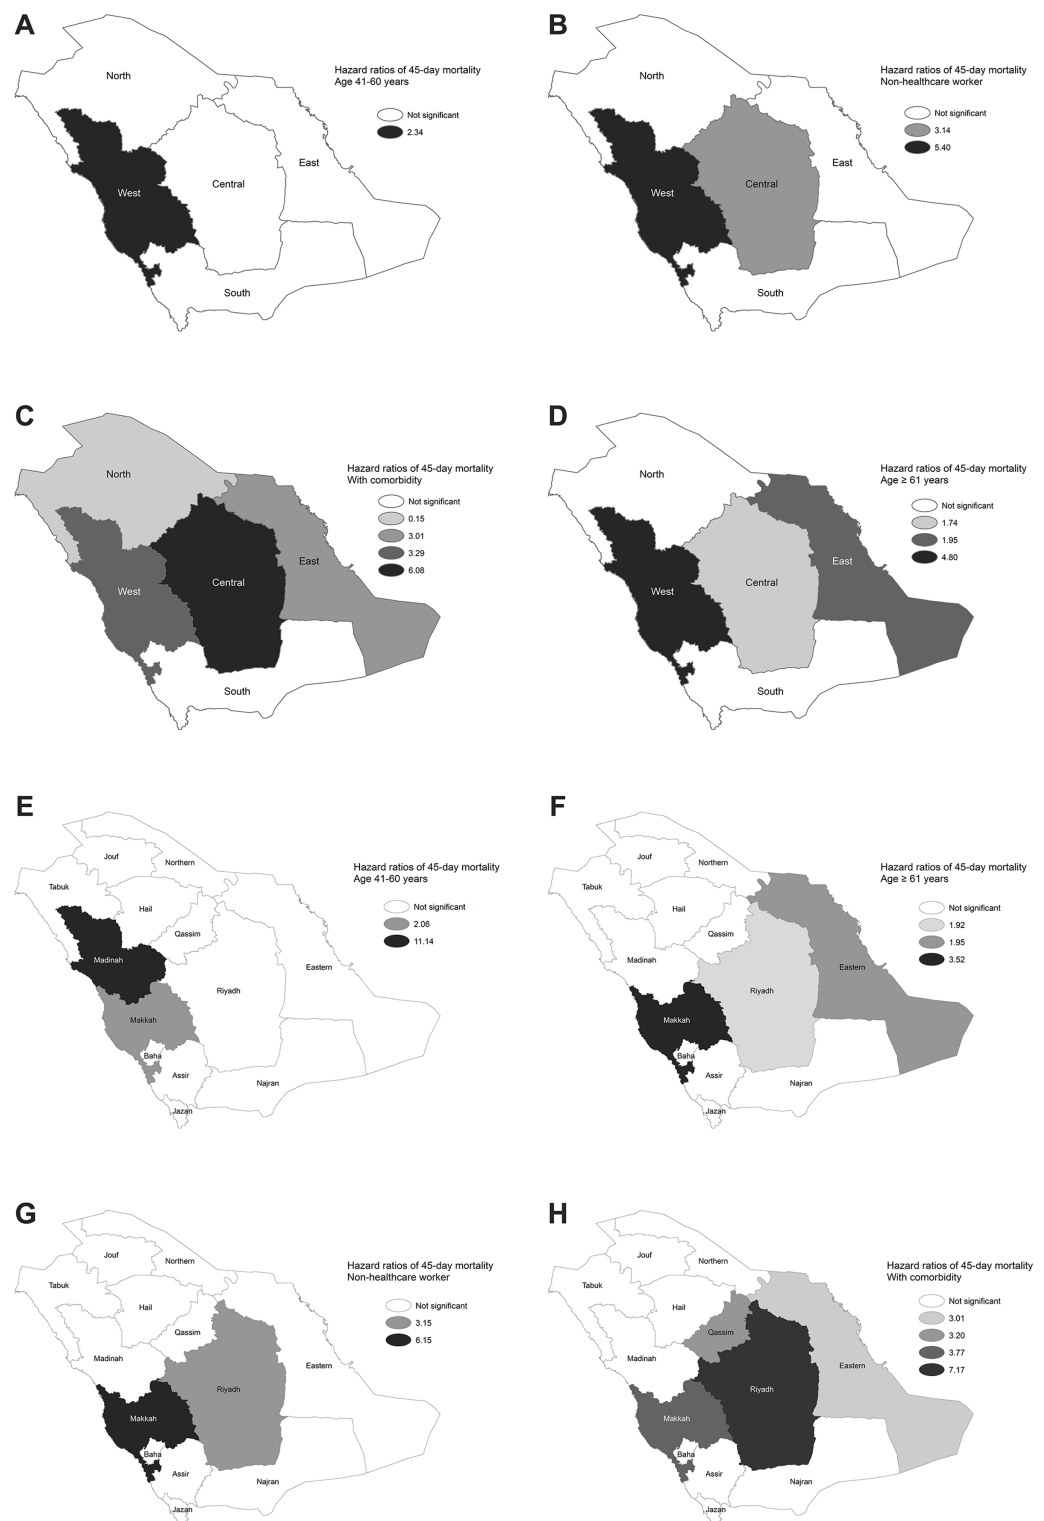 A
Hazard ratios of 45-day mortality
Age 41-60 years
Not significant
2.34
North
West
Central
East
South
B
Hazard ratios of 45-day mortality
Non-healthcare worker
Not significant
3.14
5.40
North
West
Central
East
South
C
Hazard ratios of 45-day mortality
With comorbidity
Not significant
0.15
3.01
3.29
6.08
North
West
Central
East
South
D
Hazard ratios of 45-day mortality
Age ≥ 61 years
Not significant
1.74
1.95
4.80
North
West
Central
East
South
E
Hazard ratios of 45-day mortality
Age 41-60 years
Not significant
2.06
11.14
Jouf
Northern
Tabuk
Hail
Qassim
Madinah
Eastern
Riyadh
Makkah
Baha
Assir
Najran
Jazan
F
Hazard ratios of 45-day mortality
Age ≥ 61 years
Not significant
1.92
1.95
3.52
Jouf
Northern
Tabuk
Hail
Qassim
Madinah
Eastern
Riyadh
Makkah
Baha
Assir
Najran
Jazan
G
Hazard ratios of 45-day mortality
Non-healthcare worker
Not significant
3.15
6.15
Jouf
Northern
Tabuk
Hail
Qassim
Madinah
Eastern
Riyadh
Makkah
Baha
Assir
Najran
Jazan
H
Hazard ratios of 45-day mortality
With comorbidity
Not significant
3.01
3.20
3.77
7.17
Jouf
Northern
Tabuk
Hail
Qassim
Madinah
Eastern
Riyadh
Makkah
Baha
Assir
Najran
Jazan